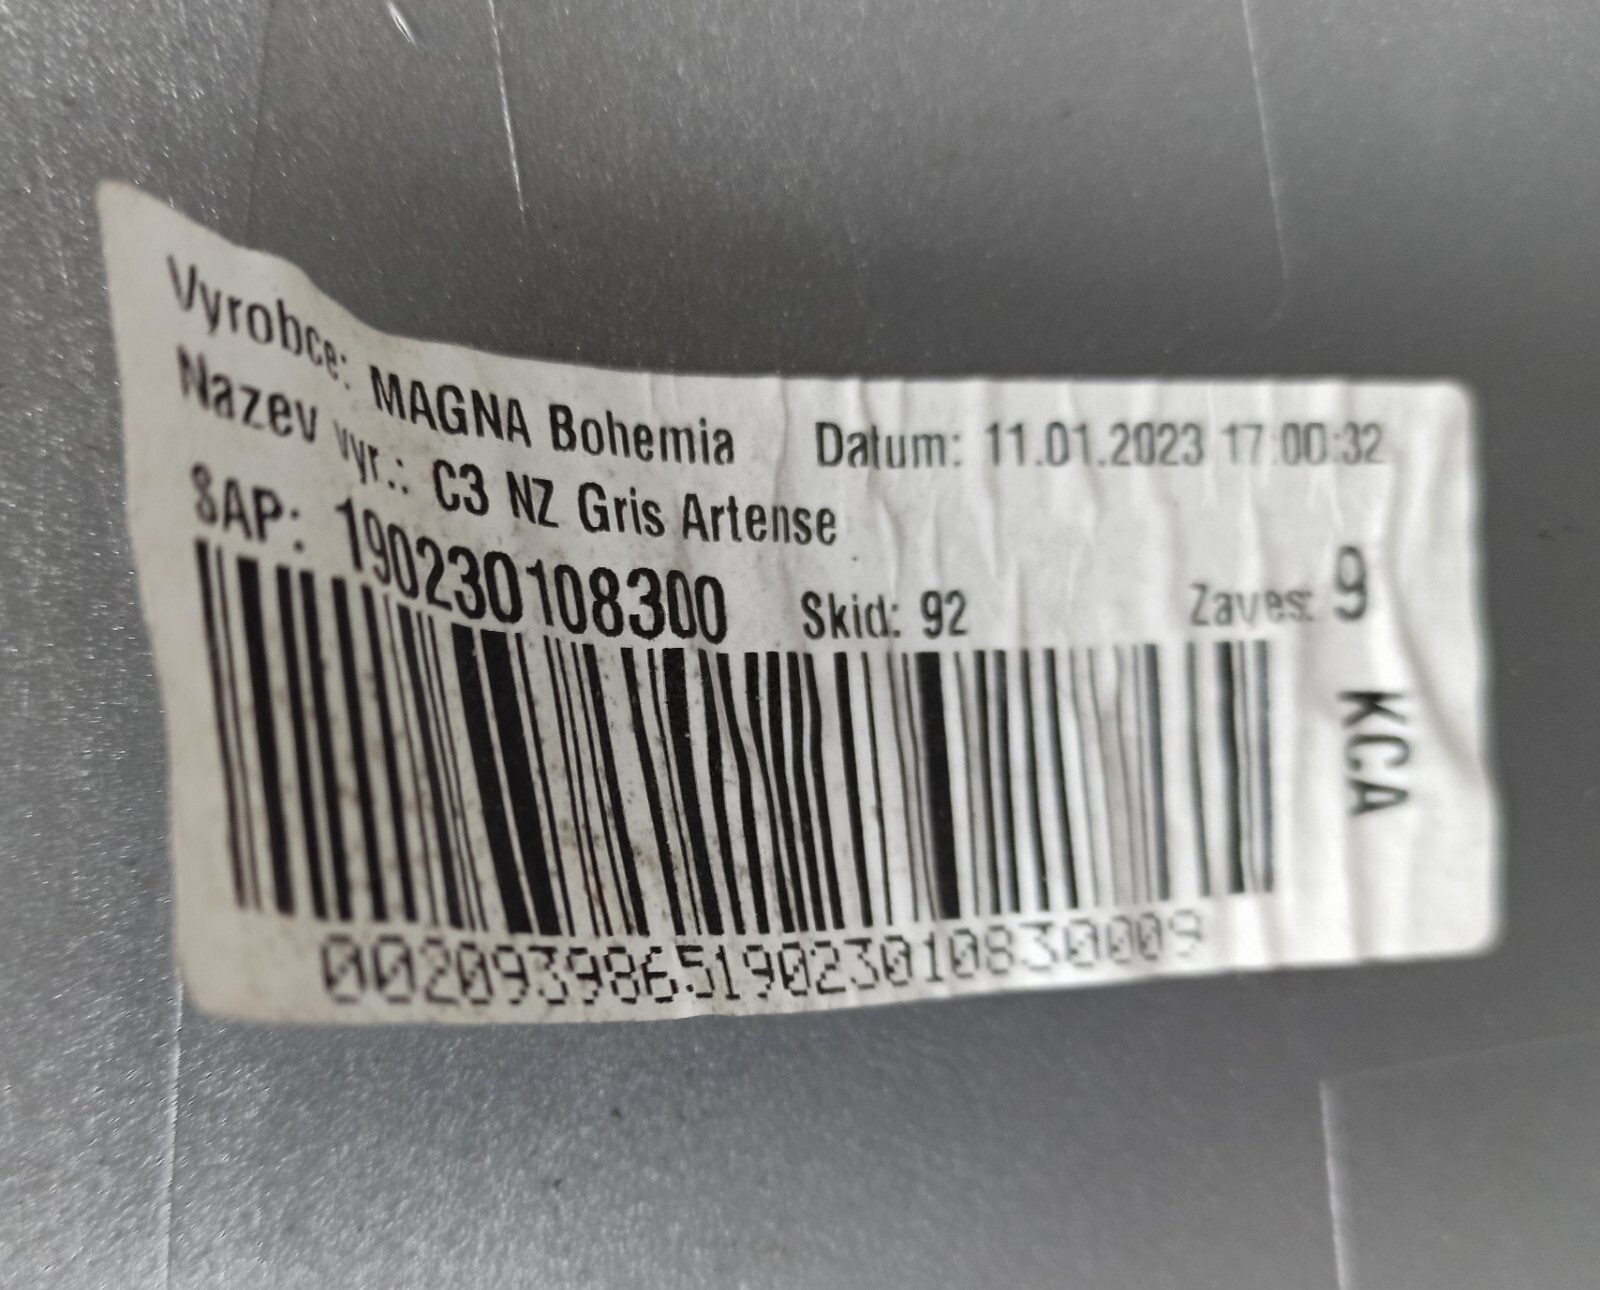 Vyrobce: MAGNA Bohemia Datum: 11.01.2023 17:00:32
Nazev vyr.: C3 NZ Gris Artense
SAP: 190230108300 Skid: 92 Zaves: 9
KCA
0020939865190230108300009